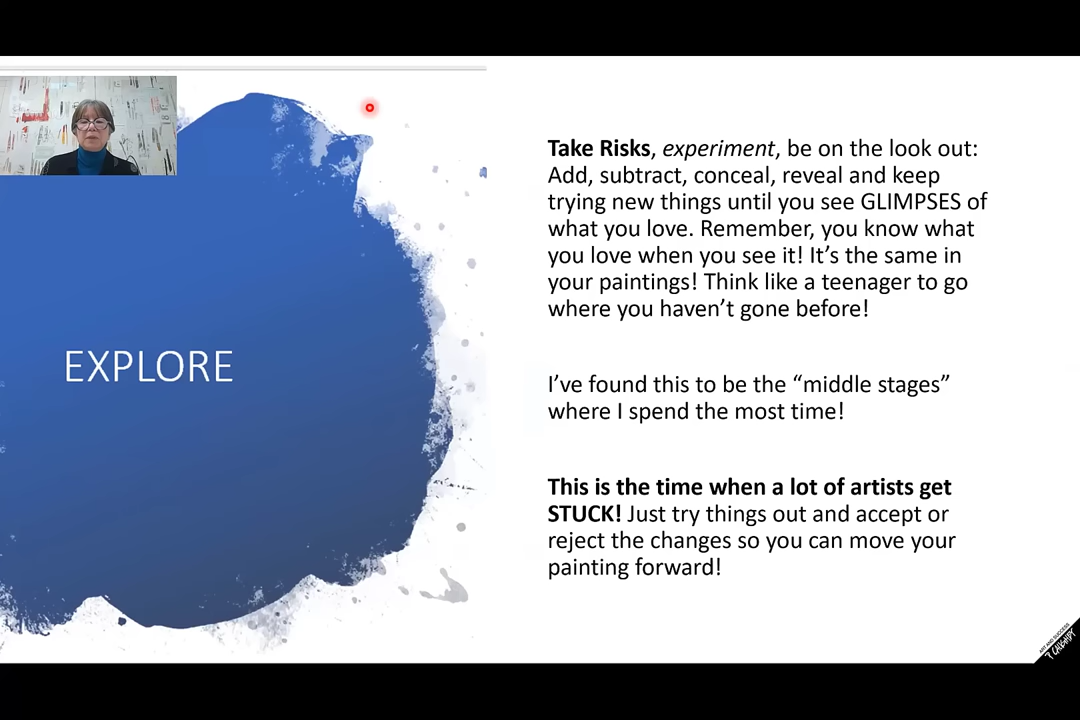 EXPLORE
Take Risks, experiment, be on the look out:
Add, subtract, conceal, reveal and keep
trying new things until you see GLIMPSES of
what you love. Remember, you know what
you love when you see it! It’s the same in
your paintings! Think like a teenager to go
where you haven’t gone before!
I’ve found this to be the “middle stages”
where I spend the most time!
This is the time when a lot of artists get
STUCK! Just try things out and accept or
reject the changes so you can move your
painting forward!
ART AND SUCCESS